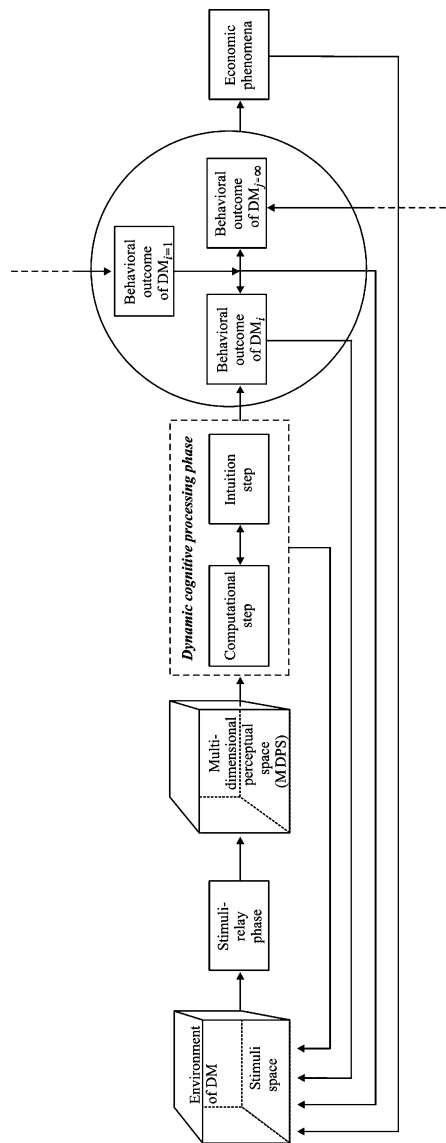 Environment
of DM
Stimuli
space
Stimuli-
relay
phase
Multi-
dimensional
perceptual
space
(MDPS)
Dynamic cognitive processing phase
Computational
step
Intuition
step
Behavioral
outcome
of DMᵢ
Behavioral
outcome
of DMᵢ₌₁
Behavioral
outcome
of DMⱼ₌∞
Economic
phenomena